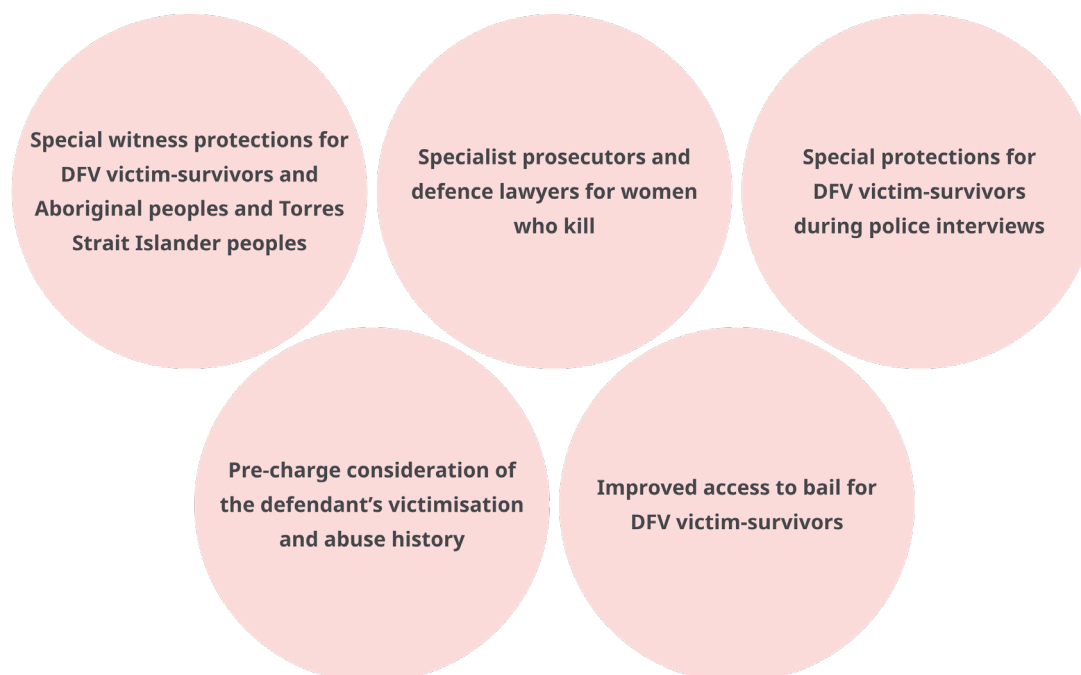 Special witness protections for
DFV victim-survivors and
Aboriginal peoples and Torres
Strait Islander peoples
Specialist prosecutors and
defence lawyers for women
who kill
Special protections for
DFV victim-survivors
during police interviews
Pre-charge consideration of
the defendant’s victimisation
and abuse history
Improved access to bail for
DFV victim-survivors